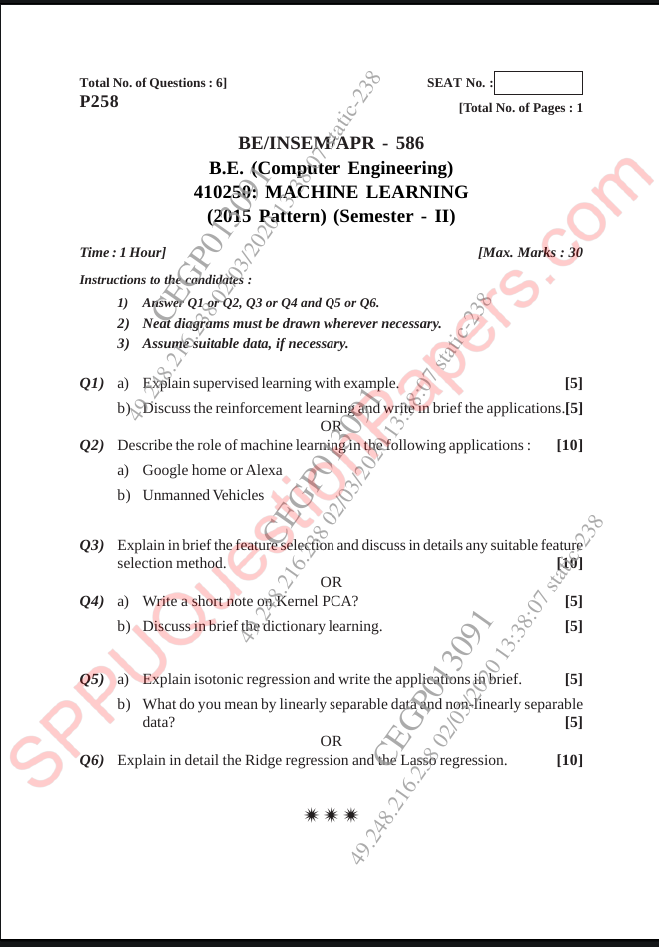 Total No. of Questions : 6]
SEAT No. :
P258
[Total No. of Pages : 1
BE/INSEM/APR - 586
B.E. (Computer Engineering)
410250: MACHINE LEARNING
(2015 Pattern) (Semester - II)
Time : 1 Hour] [Max. Marks : 30
Instructions to the candidates :
1) Answer Q1 or Q2, Q3 or Q4 and Q5 or Q6.
2) Neat diagrams must be drawn wherever necessary.
3) Assume suitable data, if necessary.
Q1) a) Explain supervised learning with example. [5]
b) Discuss the reinforcement learning and write in brief the applications.[5]
OR
Q2) Describe the role of machine learning in the following applications : [10]
a) Google home or Alexa
b) Unmanned Vehicles
Q3) Explain in brief the feature selection and discuss in details any suitable feature
selection method. [10]
OR
Q4) a) Write a short note on Kernel PCA? [5]
b) Discuss in brief the dictionary learning. [5]
Q5) a) Explain isotonic regression and write the applications in brief. [5]
b) What do you mean by linearly separable data and non-linearly separable
data? [5]
OR
Q6) Explain in detail the Ridge regression and the Lasso regression. [10]
SPPUQuestionPapers.com
CEGP013091
49.248.216.238 02/03/2020 13:38:07 static-238
CEGP013091
49.248.216.238 02/03/2020 13:38:07 static-238
CEGP013091
49.248.216.238 02/03/2020 13:38:07 static-238